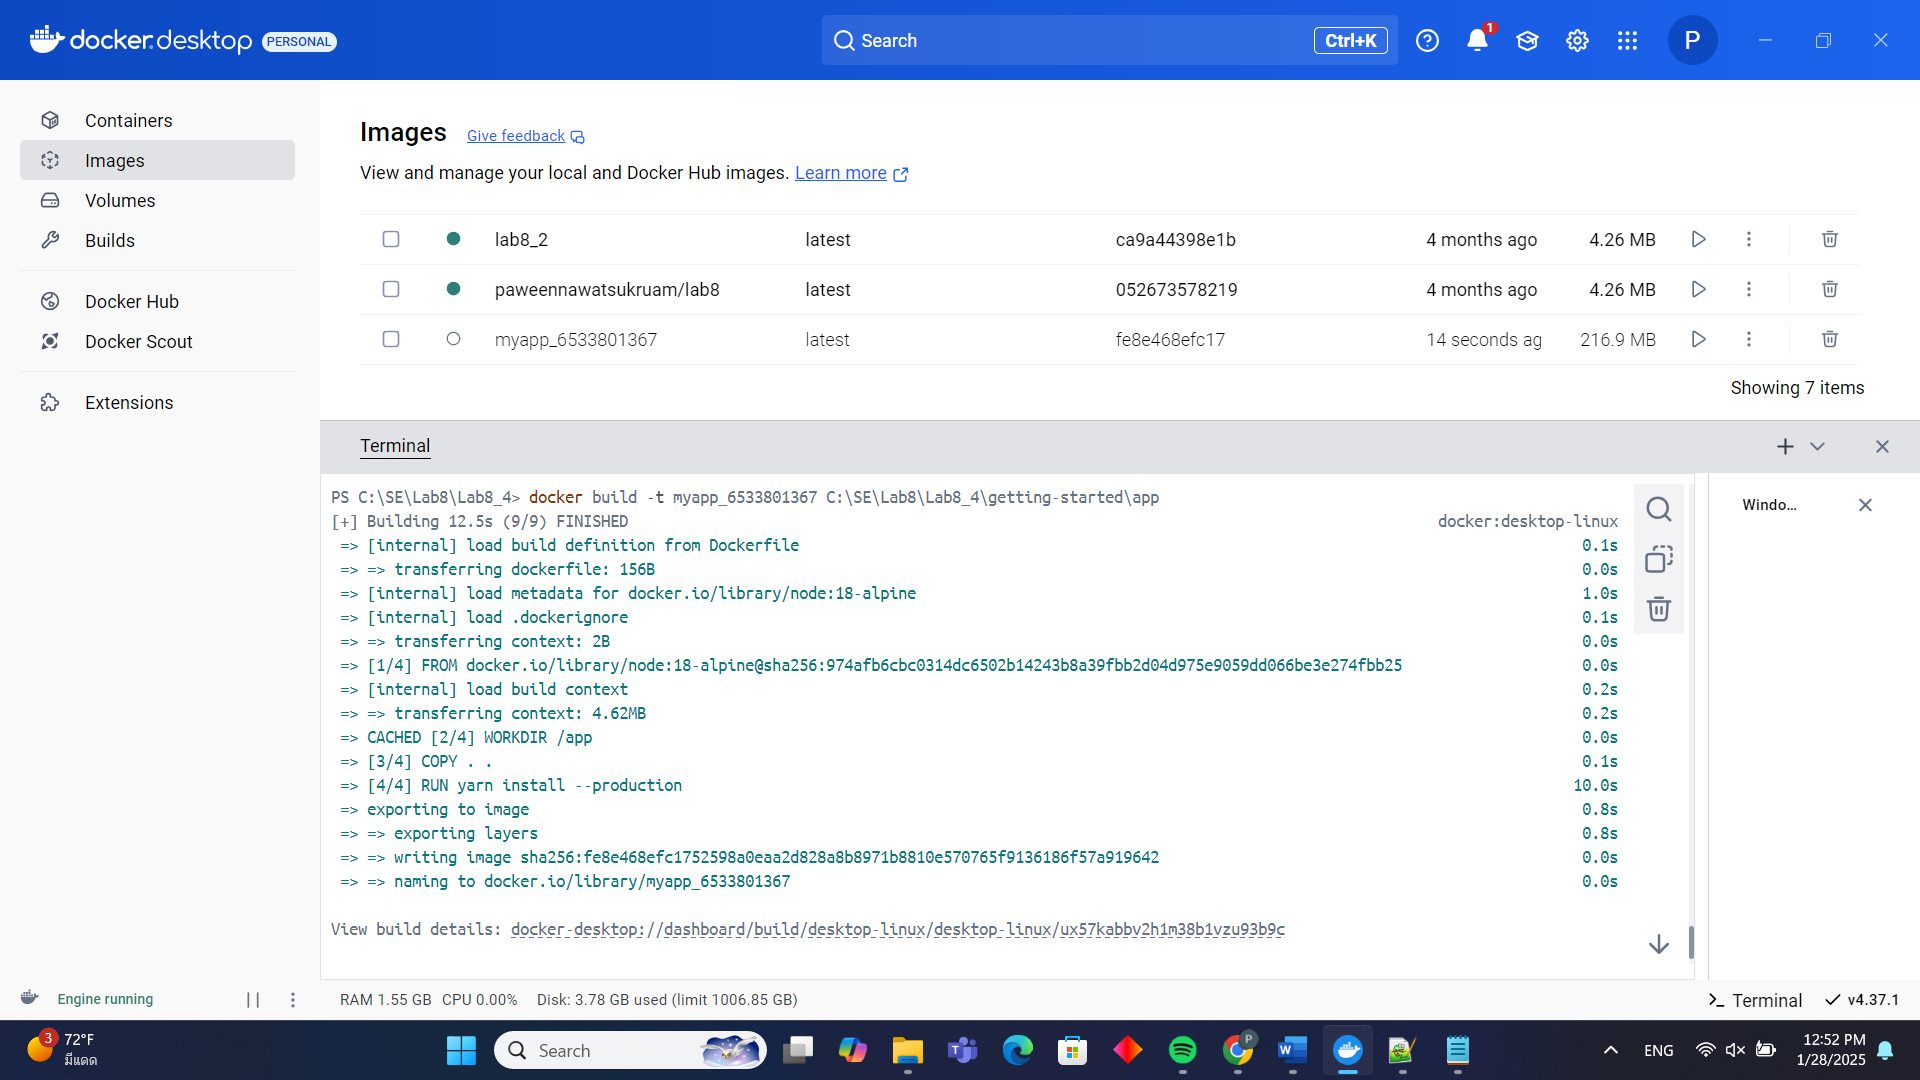 docker.desktop PERSONAL
Search
Ctrl+K
1
P
Containers
Images
Volumes
Builds
Docker Hub
Docker Scout
Extensions
Images
Give feedback
View and manage your local and Docker Hub images. Learn more
lab8_2 latest ca9a44398e1b 4 months ago 4.26 MB
paweennawatsukruam/lab8 latest 052673578219 4 months ago 4.26 MB
myapp_6533801367 latest fe8e468efc17 14 seconds ag 216.9 MB
Showing 7 items
Terminal
Windo...
PS C:\SE\Lab8\Lab8_4> docker build -t myapp_6533801367 C:\SE\Lab8\Lab8_4\getting-started\app
[+] Building 12.5s (9/9) FINISHED docker:desktop-linux
=> [internal] load build definition from Dockerfile 0.1s
=> => transferring dockerfile: 156B 0.0s
=> [internal] load metadata for docker.io/library/node:18-alpine 1.0s
=> [internal] load .dockerignore 0.1s
=> => transferring context: 2B 0.0s
=> [1/4] FROM docker.io/library/node:18-alpine@sha256:974afb6cbc0314dc6502b14243b8a39fbb2d04d975e9059dd066be3e274fbb25 0.0s
=> [internal] load build context 0.2s
=> => transferring context: 4.62MB 0.2s
=> CACHED [2/4] WORKDIR /app 0.0s
=> [3/4] COPY . . 0.1s
=> [4/4] RUN yarn install --production 10.0s
=> exporting to image 0.8s
=> => exporting layers 0.8s
=> => writing image sha256:fe8e468efc1752598a0eaa2d828a8b8971b8810e570765f9136186f57a919642 0.0s
=> => naming to docker.io/library/myapp_6533801367 0.0s
View build details: docker-desktop://dashboard/build/desktop-linux/desktop-linux/ux57kabbv2h1m38b1vzu93b9c
Engine running
RAM 1.55 GB CPU 0.00% Disk: 3.78 GB used (limit 1006.85 GB)
Terminal
v4.37.1
3
72°F
มีแดด
Search
P
ENG
12:52 PM
1/28/2025